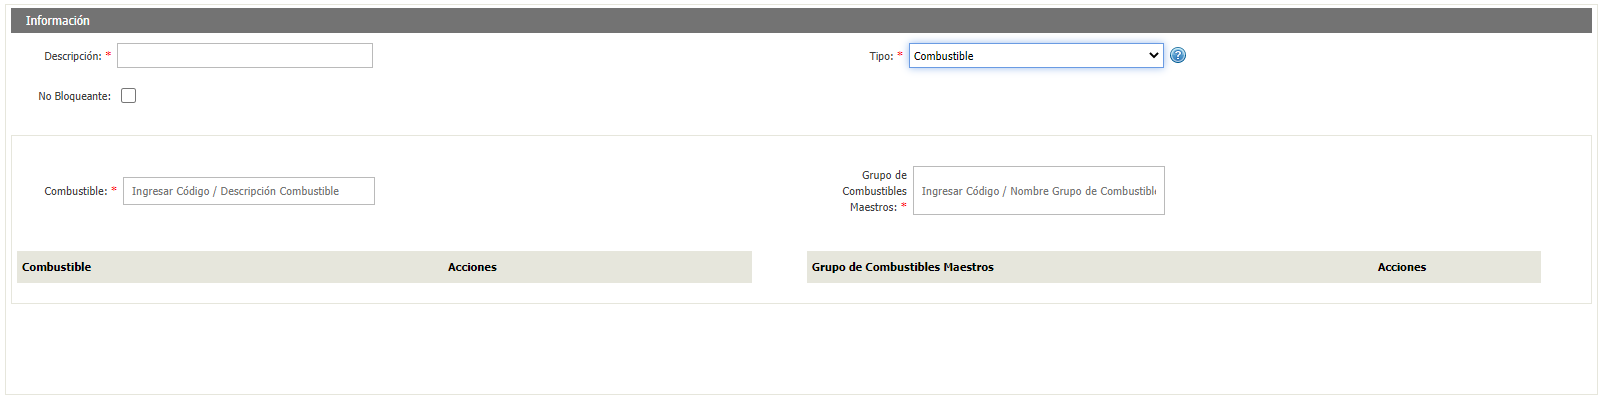 Información
Descripción: *
Tipo: * Combustible
No Bloqueante:
Combustible: * Ingresar Código / Descripción Combustible
Grupo de
Combustibles
Maestros: *
Ingresar Código / Nombre Grupo de Combustibl
Combustible Acciones
Grupo de Combustibles Maestros Acciones